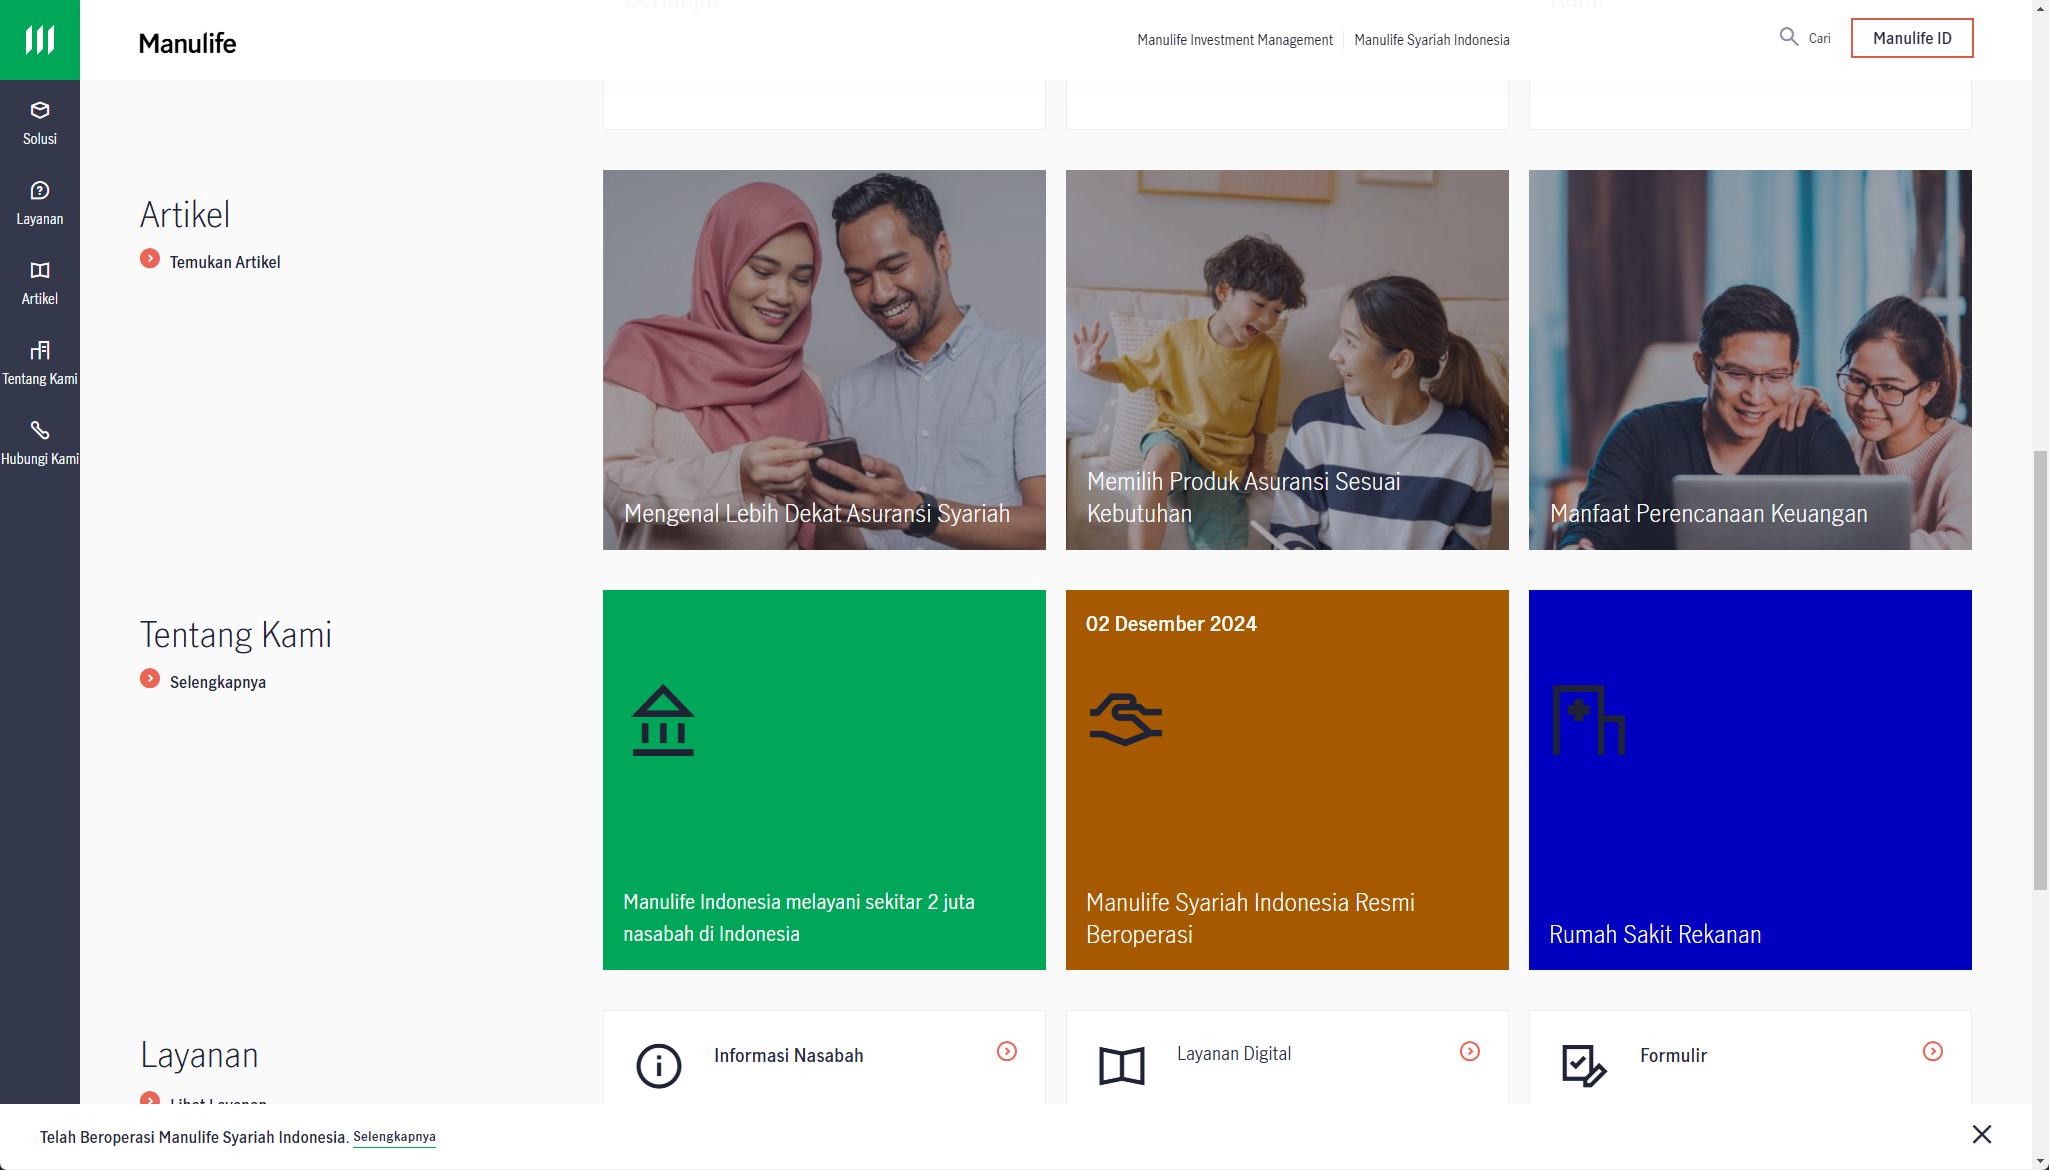 Manulife
Manulife Investment Management
Manulife Syariah Indonesia
Cari
Manulife ID
Solusi
Layanan
Artikel
Tentang Kami
Hubungi Kami
Artikel
Temukan Artikel
Mengenal Lebih Dekat Asuransi Syariah
Memilih Produk Asuransi Sesuai
Kebutuhan
Manfaat Perencanaan Keuangan
Tentang Kami
Selengkapnya
Manulife Indonesia melayani sekitar 2 juta
nasabah di Indonesia
02 Desember 2024
Manulife Syariah Indonesia Resmi
Beroperasi
Rumah Sakit Rekanan
Layanan
Lihat Layanan
Informasi Nasabah
Layanan Digital
Formulir
Telah Beroperasi Manulife Syariah Indonesia. Selengkapnya